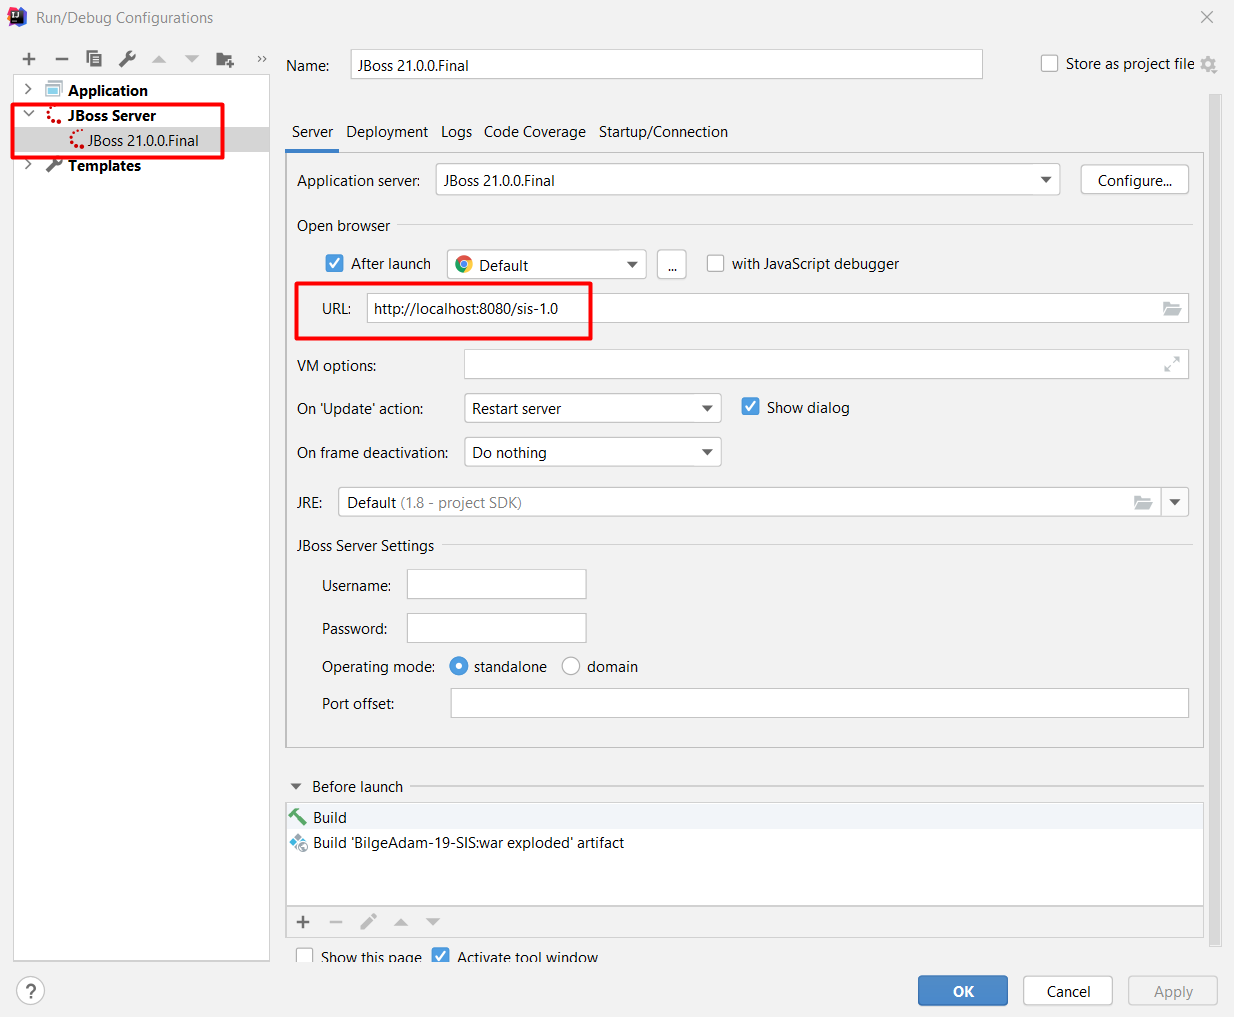 Run/Debug Configurations
Name: JBoss 21.0.0.Final Store as project file
Application
JBoss Server
JBoss 21.0.0.Final
Templates
Server Deployment Logs Code Coverage Startup/Connection
Application server: JBoss 21.0.0.Final Configure...
Open browser
After launch Default ... with JavaScript debugger
URL: http://localhost:8080/sis-1.0
VM options:
On 'Update' action: Restart server Show dialog
On frame deactivation: Do nothing
JRE: Default (1.8 - project SDK)
JBoss Server Settings
Username:
Password:
Operating mode: standalone domain
Port offset:
Before launch
Build
Build 'BilgeAdam-19-SIS:war exploded' artifact
Show this page Activate tool window
? OK Cancel Apply